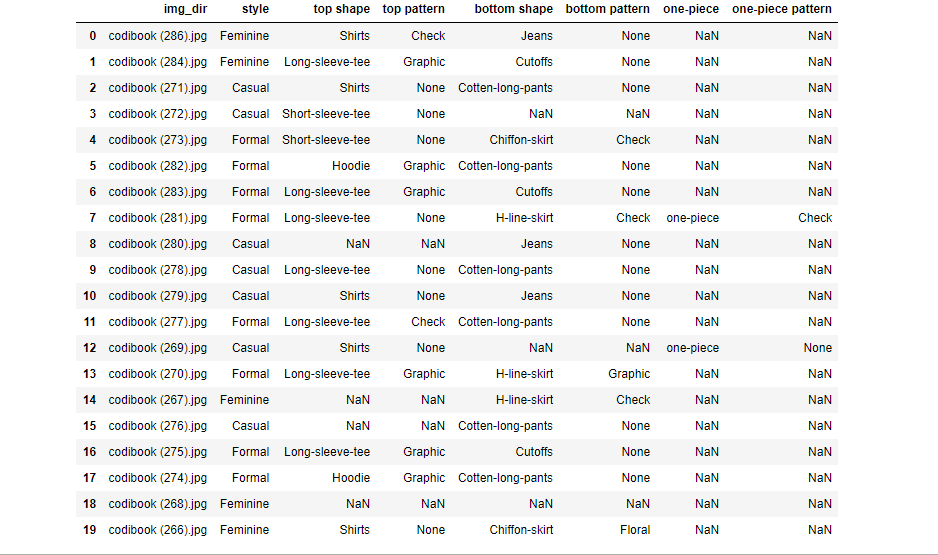 img_dir style top shape top pattern bottom shape bottom pattern one-piece one-piece pattern
0 codibook (286).jpg Feminine Shirts Check Jeans None NaN NaN
1 codibook (284).jpg Feminine Long-sleeve-tee Graphic Cutoffs None NaN NaN
2 codibook (271).jpg Casual Shirts None Cotten-long-pants None NaN NaN
3 codibook (272).jpg Casual Short-sleeve-tee None NaN NaN NaN NaN
4 codibook (273).jpg Formal Short-sleeve-tee None Chiffon-skirt Check NaN NaN
5 codibook (282).jpg Formal Hoodie Graphic Cotten-long-pants None NaN NaN
6 codibook (283).jpg Formal Long-sleeve-tee Graphic Cutoffs None NaN NaN
7 codibook (281).jpg Formal Long-sleeve-tee None H-line-skirt Check one-piece Check
8 codibook (280).jpg Casual NaN NaN Jeans None NaN NaN
9 codibook (278).jpg Casual Long-sleeve-tee None Cotten-long-pants None NaN NaN
10 codibook (279).jpg Casual Shirts None Jeans None NaN NaN
11 codibook (277).jpg Formal Long-sleeve-tee Check Cotten-long-pants None NaN NaN
12 codibook (269).jpg Casual Shirts None NaN NaN one-piece None
13 codibook (270).jpg Formal Long-sleeve-tee Graphic H-line-skirt Graphic NaN NaN
14 codibook (267).jpg Feminine NaN NaN H-line-skirt Check NaN NaN
15 codibook (276).jpg Casual NaN NaN Cotten-long-pants None NaN NaN
16 codibook (275).jpg Formal Long-sleeve-tee Graphic Cutoffs None NaN NaN
17 codibook (274).jpg Formal Hoodie Graphic Cotten-long-pants None NaN NaN
18 codibook (268).jpg Feminine NaN NaN NaN NaN NaN NaN
19 codibook (266).jpg Feminine Shirts None Chiffon-skirt Floral NaN NaN